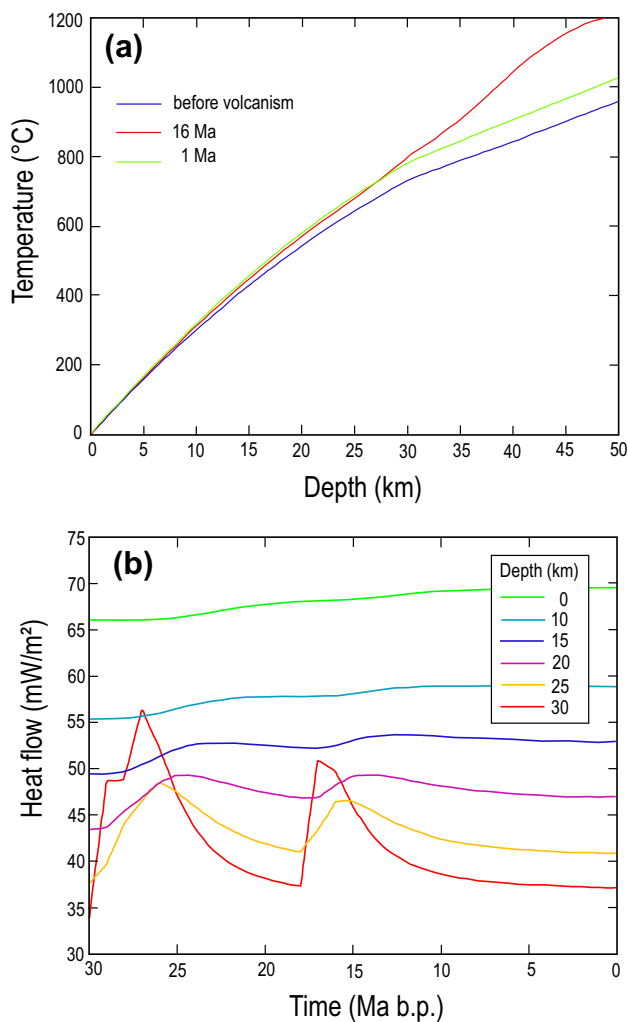 (a)
1200
1000
800
600
400
200
0
Temperature (°C)
before volcanism
16 Ma
1 Ma
0 5 10 15 20 25 30 35 40 45 50
Depth (km)
(b)
75
70
65
60
55
50
45
40
35
30
Heat flow (mW/m²)
Depth (km)
0
10
15
20
25
30
30 25 20 15 10 5 0
Time (Ma b.p.)